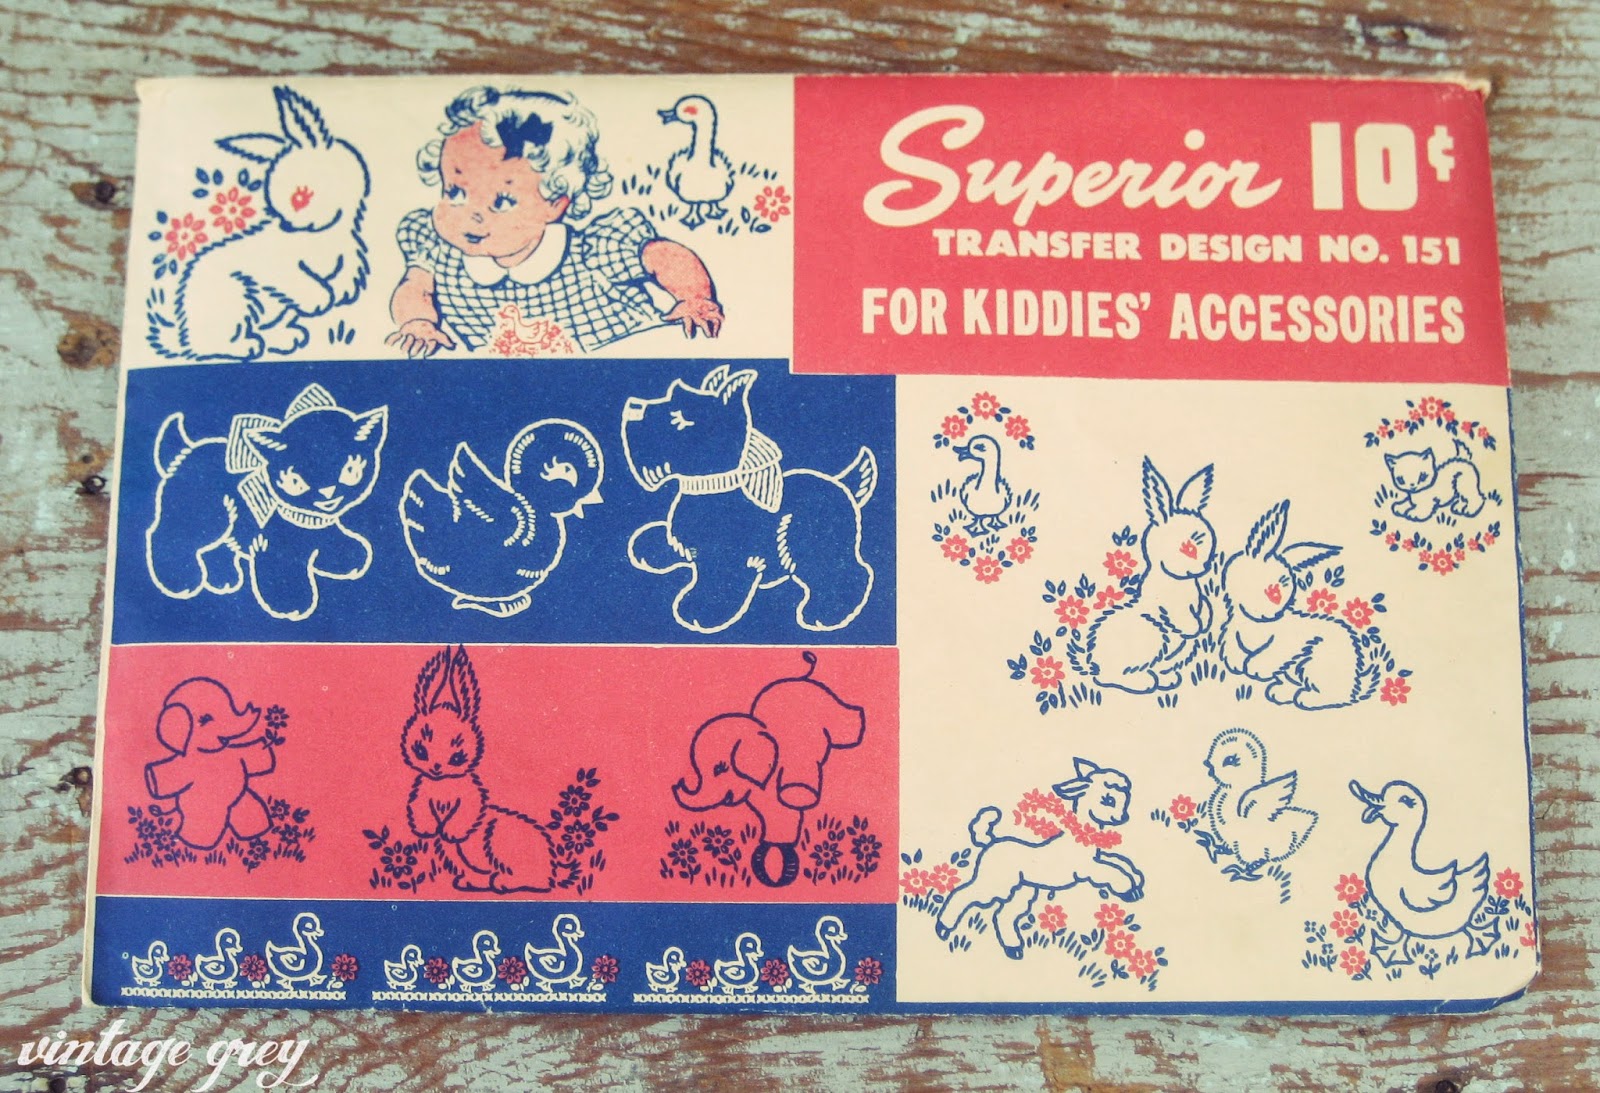 Superior 10¢
TRANSFER DESIGN NO. 151
FOR KIDDIES' ACCESSORIES
vintage grey